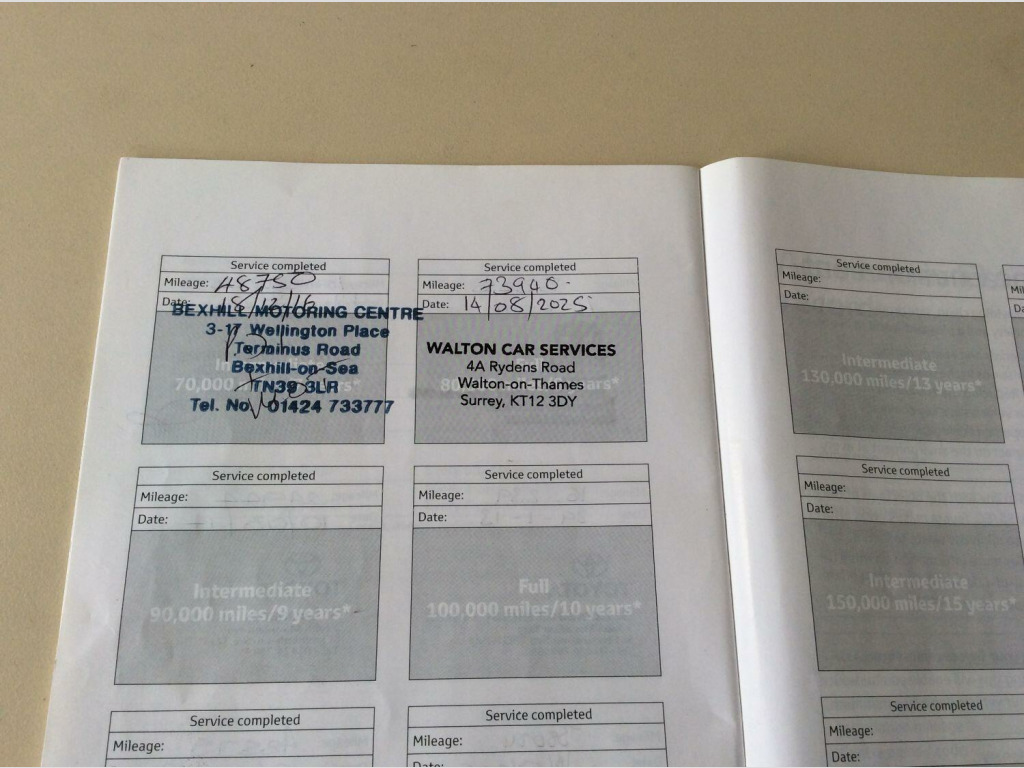 Service completed
Mileage: 48750
Date: 18/12/16
BEXHILL MOTORING CENTRE
3-17 Wellington Place
Terminus Road
Bexhill-on-Sea
TN39 3LR
Tel. No. 01424 733777
70,000
Service completed
Mileage: 73940
Date: 14/08/2025
WALTON CAR SERVICES
4A Rydens Road
Walton-on-Thames
Surrey, KT12 3DY
Service completed
Mileage:
Date:
Intermediate
90,000 miles/9 years*
Service completed
Mileage:
Date:
Full
100,000 miles/10 years*
Service completed
Mileage:
Service completed
Mileage:
Date:
Service completed
Mileage:
Date:
Intermediate
130,000 miles/13 years*
Service completed
Mileage:
Date:
Intermediate
150,000 miles/15 years*
Service completed
Mileage:
Date: